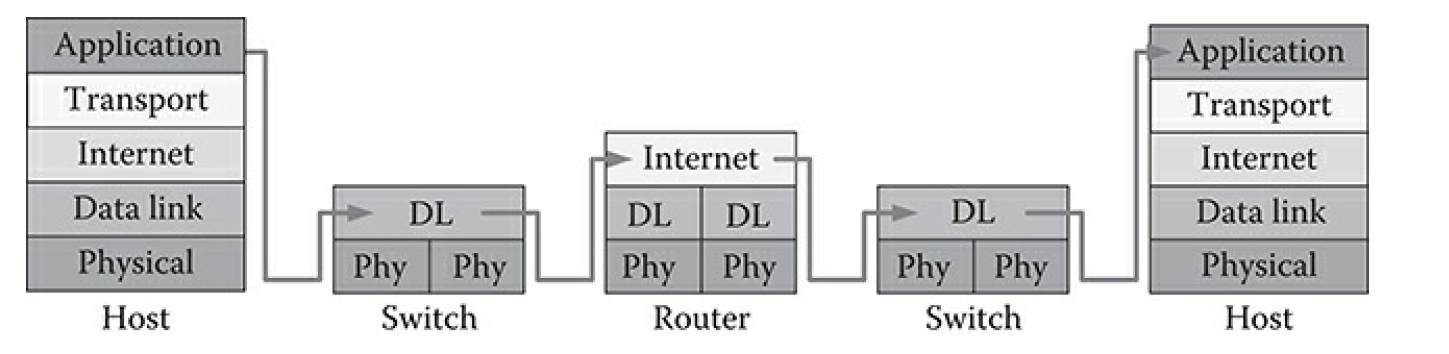 Application
Transport
Internet
Data link
Physical
Host
DL
Phy Phy
Switch
Internet
DL DL
Phy Phy
Router
DL
Phy Phy
Switch
Application
Transport
Internet
Data link
Physical
Host